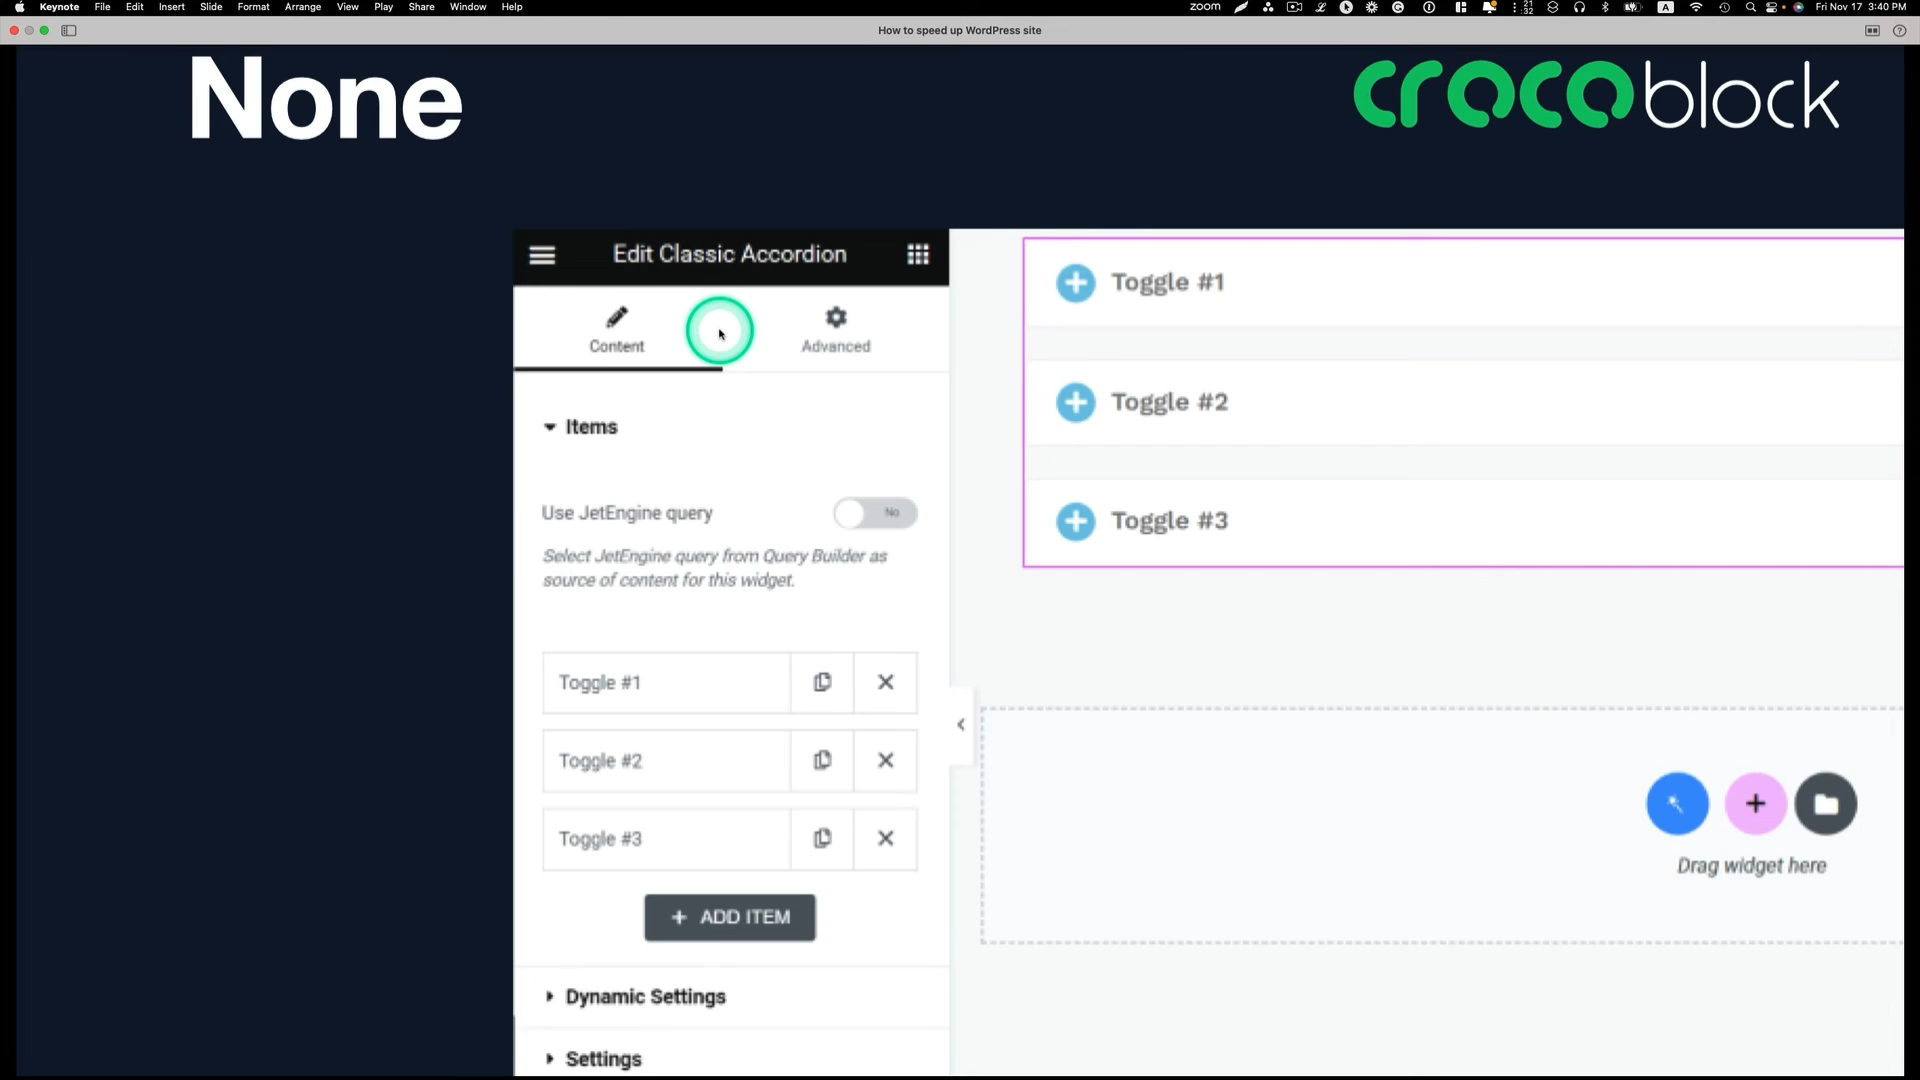 Keynote File Edit Insert Slide Format Arrange View Play Share Window Help zoom 21 :32 A Fri Nov 17 3:40 PM
How to speed up WordPress site
None
crocoblock
Edit Classic Accordion
Content Advanced
Items
Use JetEngine query No
Select JetEngine query from Query Builder as
source of content for this widget.
Toggle #1
Toggle #2
Toggle #3
+ ADD ITEM
Dynamic Settings
Settings
Toggle #1
Toggle #2
Toggle #3
Drag widget here